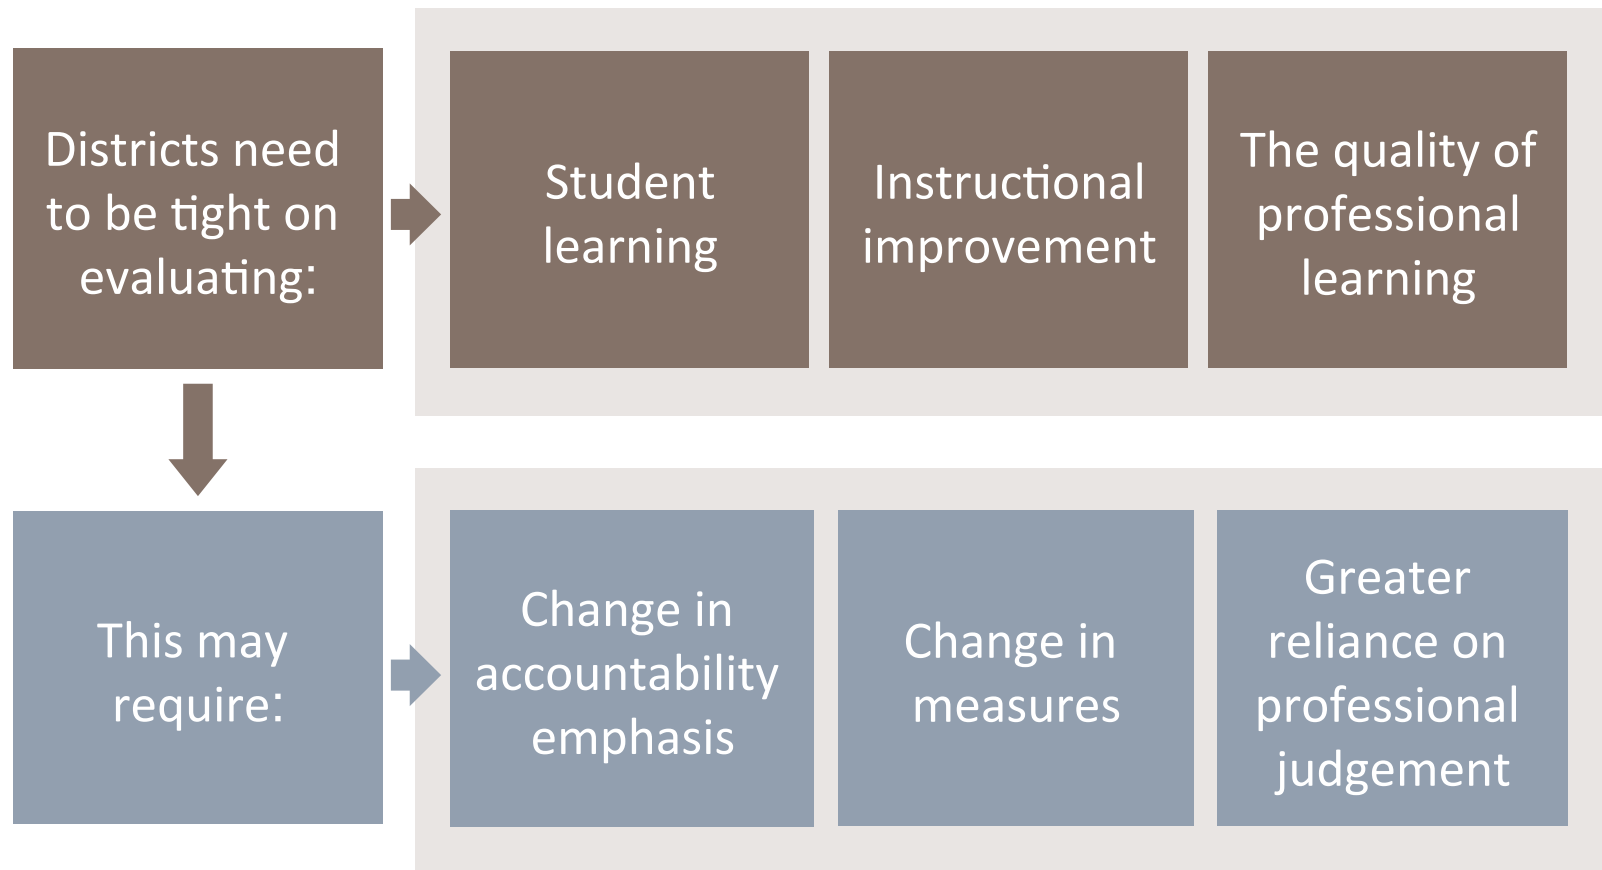 Districts need
to be tight on
evaluating:
Student
learning
Instructional
improvement
The quality of
professional
learning
This may
require:
Change in
accountability
emphasis
Change in
measures
Greater
reliance on
professional
judgement